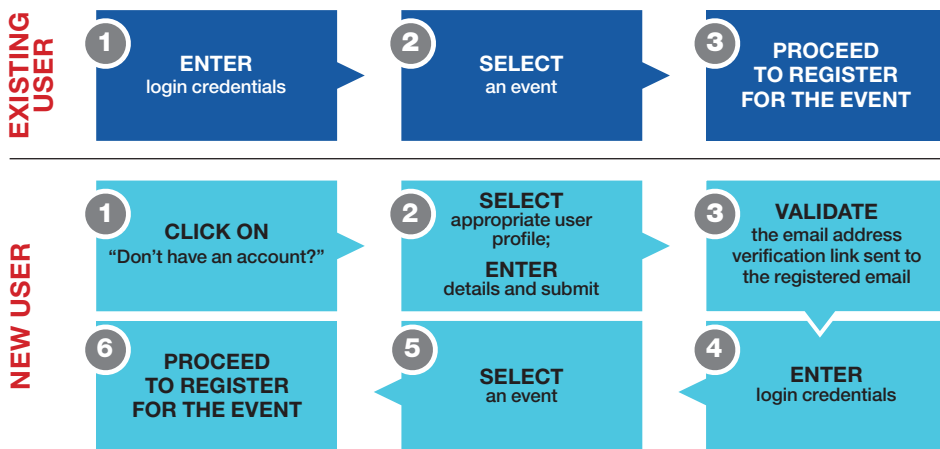 EXISTING
USER
1
ENTER
login credentials
2
SELECT
an event
3
PROCEED
TO REGISTER
FOR THE EVENT
NEW USER
1
CLICK ON
“Don’t have an account?”
2
SELECT
appropriate user
profile;
ENTER
details and submit
3
VALIDATE
the email address
verification link sent to
the registered email
4
ENTER
login credentials
5
SELECT
an event
6
PROCEED
TO REGISTER
FOR THE EVENT